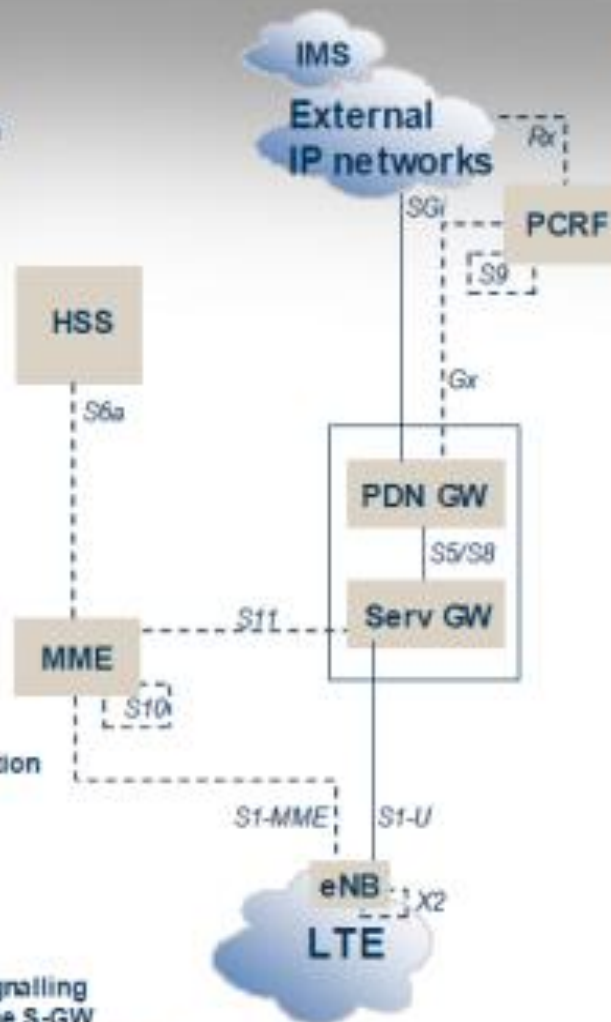 IMS
External
IP networks
Rx
SGi
PCRF
S9
HSS
Gx
S6a
PDN GW
S5/S8
S11
Serv GW
MME
S10
tion
S1-MME
S1-U
eNB
X2
LTE
gnalling
e S-GW